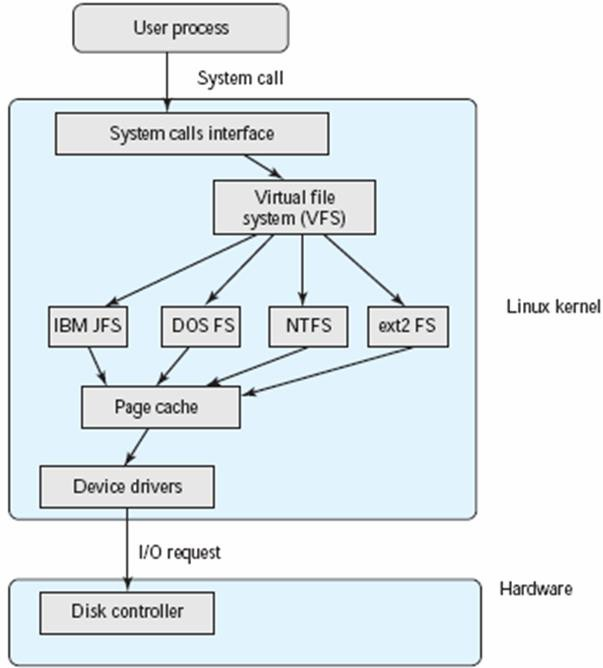 User process
System call
System calls interface
Virtual file
system (VFS)
IBM JFS
DOS FS
NTFS
ext2 FS
Linux kernel
Page cache
Device drivers
I/O request
Hardware
Disk controller